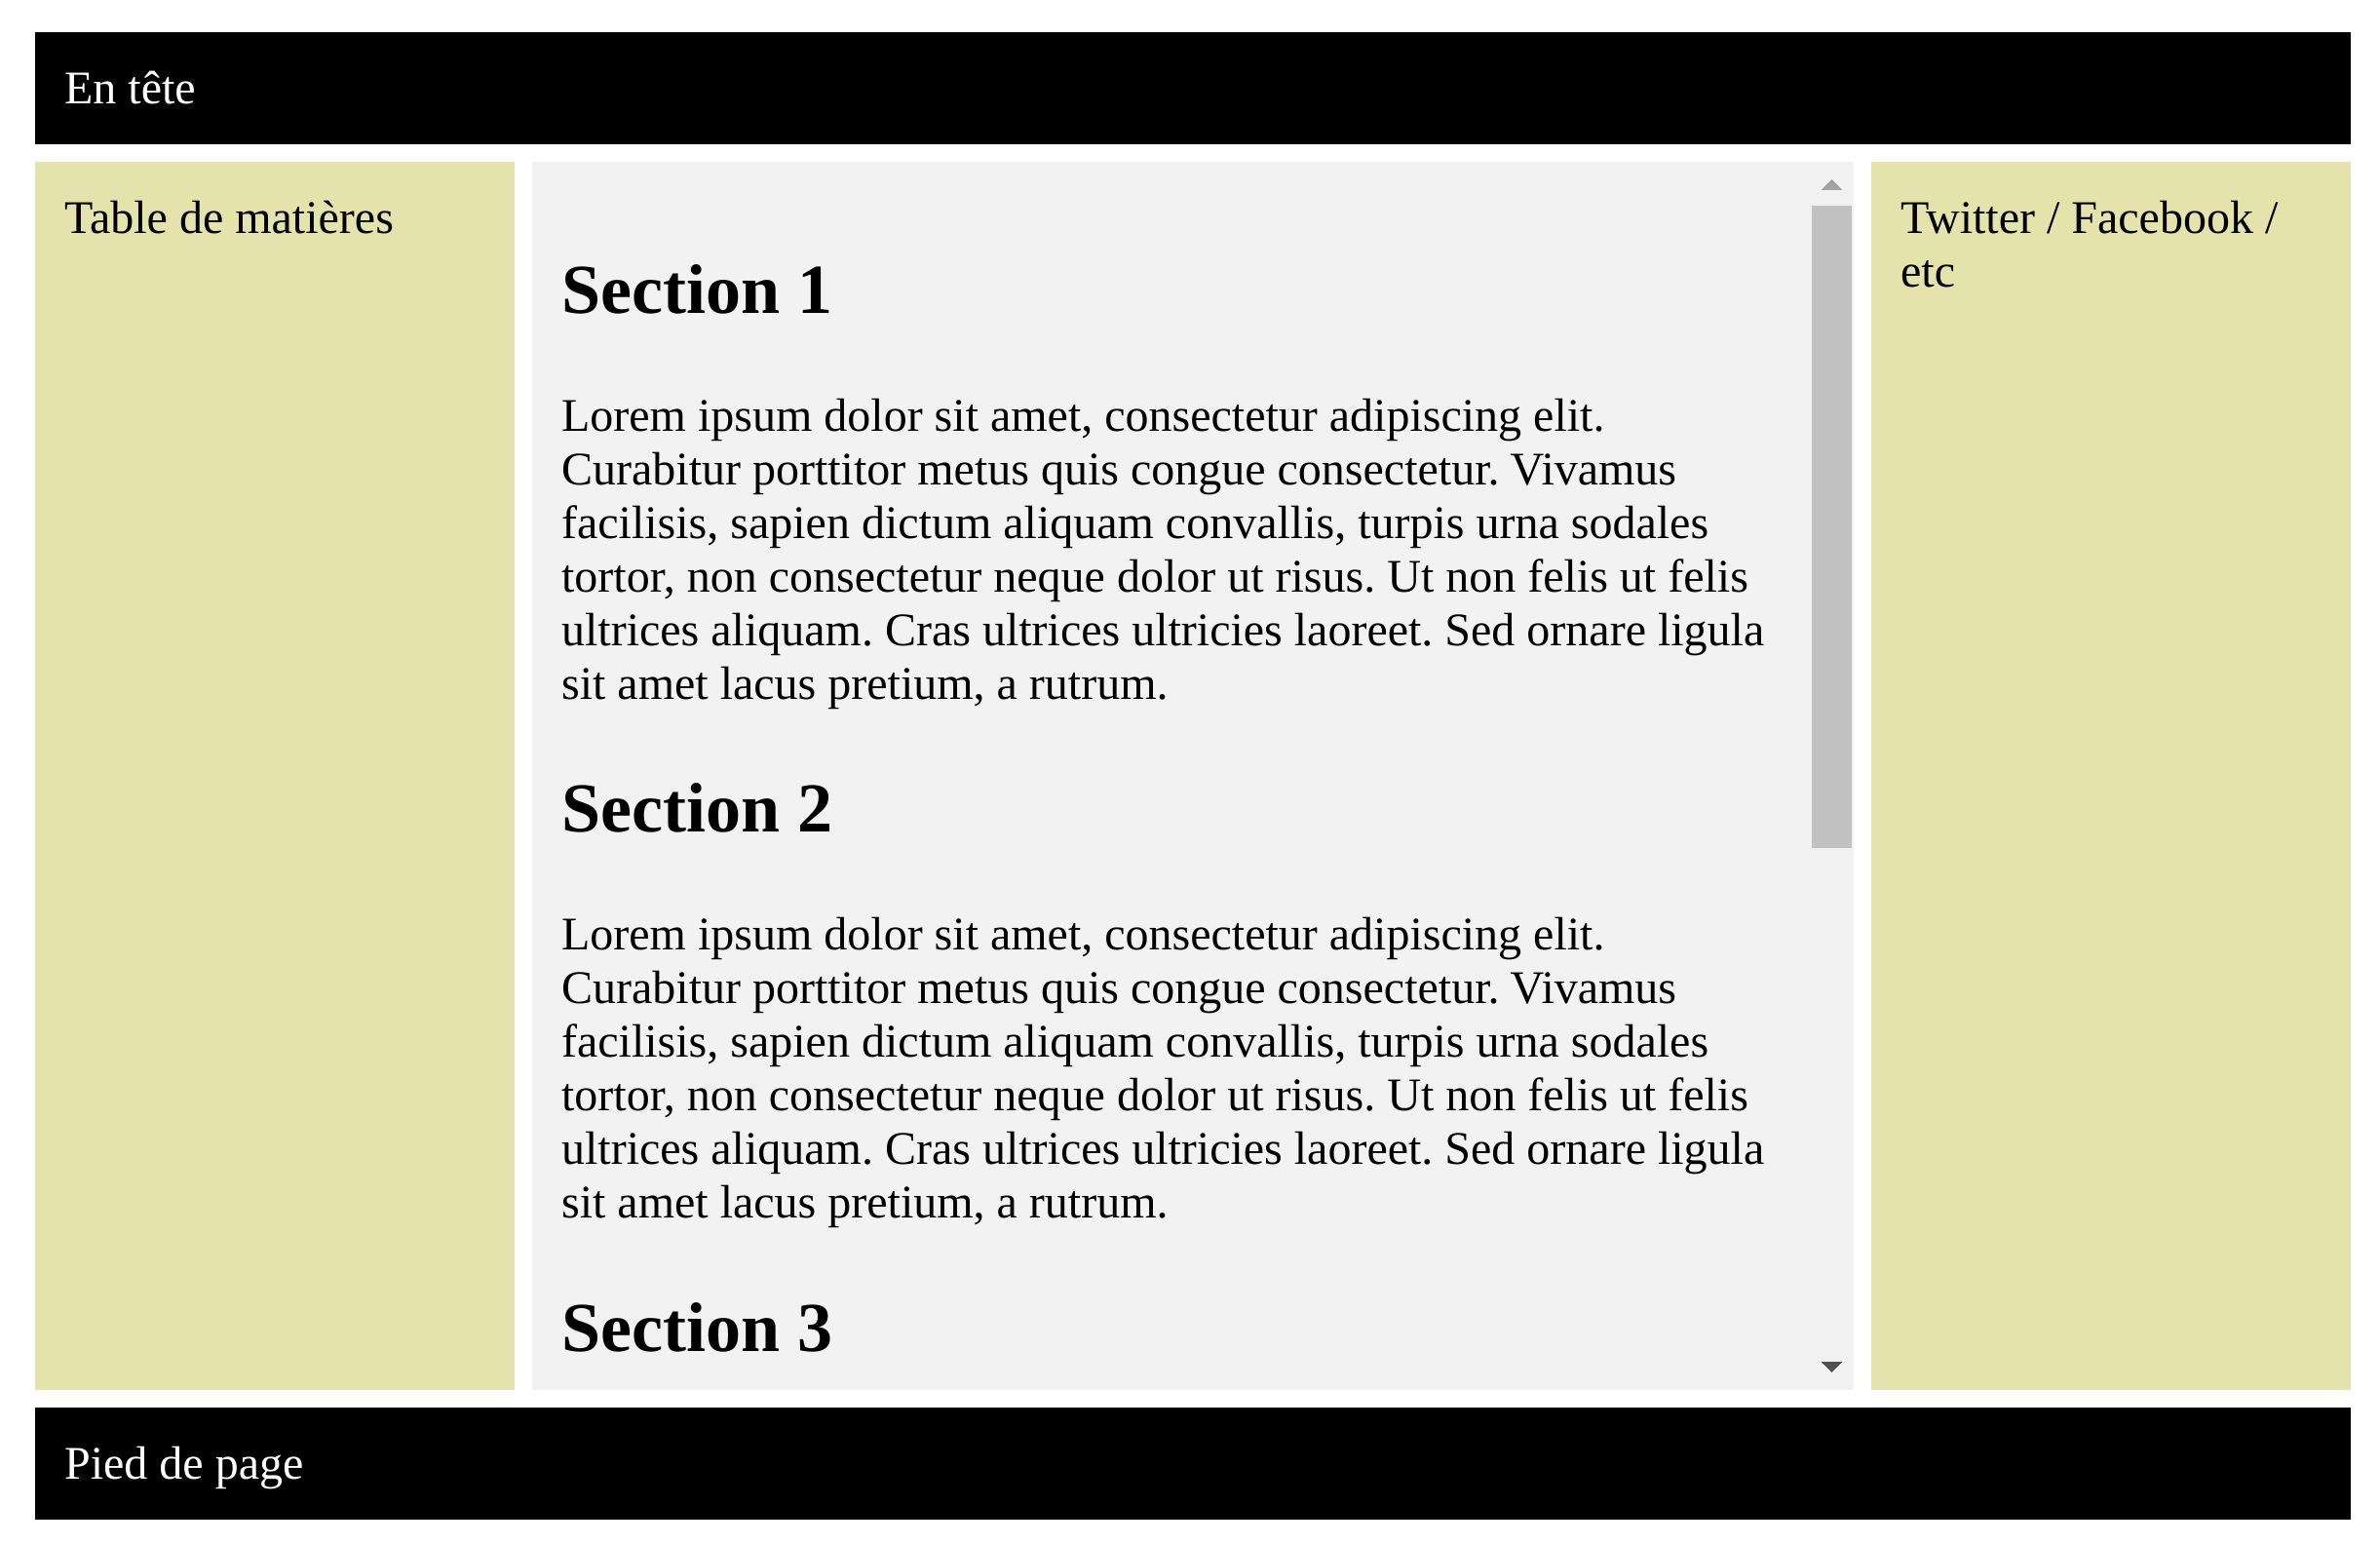 En tête
Table de matières
Section 1
Lorem ipsum dolor sit amet, consectetur adipiscing elit.
Curabitur porttitor metus quis congue consectetur. Vivamus
facilisis, sapien dictum aliquam convallis, turpis urna sodales
tortor, non consectetur neque dolor ut risus. Ut non felis ut felis
ultrices aliquam. Cras ultrices ultricies laoreet. Sed ornare ligula
sit amet lacus pretium, a rutrum.
Section 2
Lorem ipsum dolor sit amet, consectetur adipiscing elit.
Curabitur porttitor metus quis congue consectetur. Vivamus
facilisis, sapien dictum aliquam convallis, turpis urna sodales
tortor, non consectetur neque dolor ut risus. Ut non felis ut felis
ultrices aliquam. Cras ultrices ultricies laoreet. Sed ornare ligula
sit amet lacus pretium, a rutrum.
Section 3
Twitter / Facebook /
etc
Pied de page